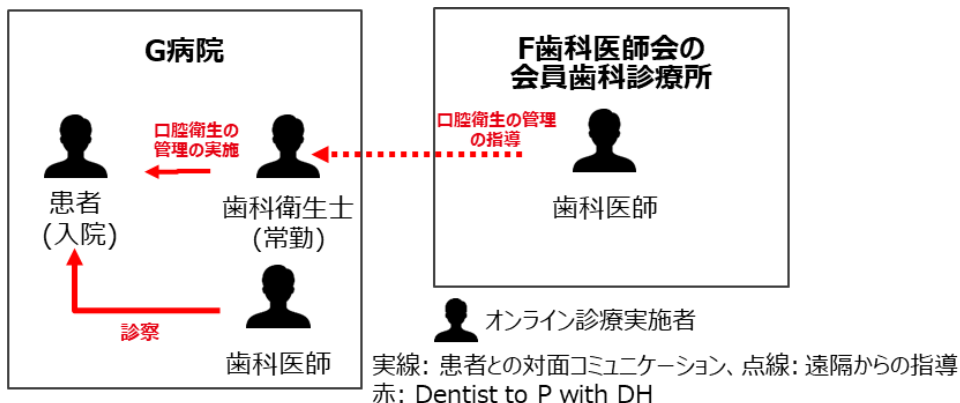 G病院
口腔衛生の
管理の実施
患者
(入院)
歯科衛生士
(常勤)
診察
歯科医師
F歯科医師会の
会員歯科診療所
口腔衛生の管理
の指導
歯科医師
オンライン診療実施者
実線: 患者との対面コミュニケーション、点線: 遠隔からの指導
赤: Dentist to P with DH